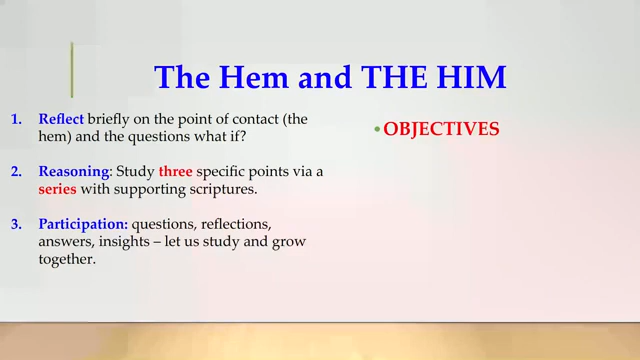 The Hem and THE HIM
1. Reflect briefly on the point of contact (the
hem) and the questions what if?
2. Reasoning: Study three specific points via a
series with supporting scriptures.
3. Participation: questions, reflections,
answers, insights – let us study and grow
together.
•OBJECTIVES